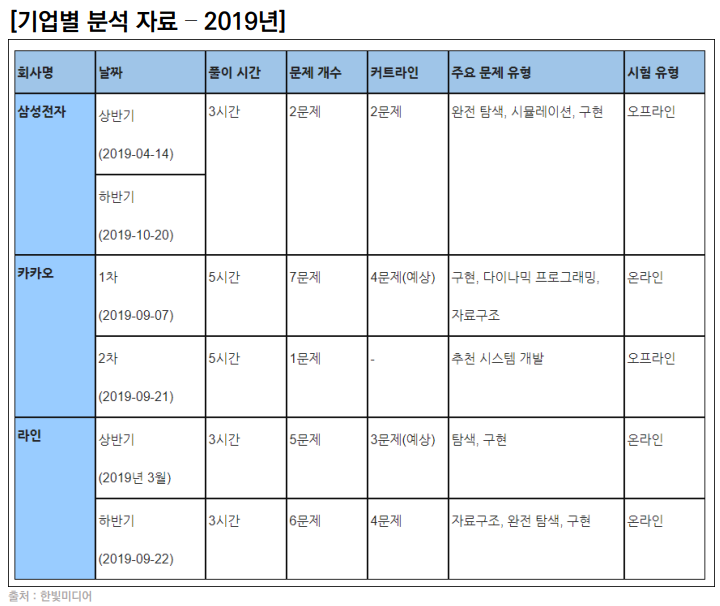 [기업별 분석 자료 – 2019년]
회사명 날짜 풀이 시간 문제 개수 커트라인 주요 문제 유형 시험 유형
삼성전자 상반기 3시간 2문제 2문제 완전 탐색, 시뮬레이션, 구현 오프라인
(2019-04-14)
하반기
(2019-10-20)
카카오 1차 5시간 7문제 4문제(예상) 구현, 다이나믹 프로그래밍, 온라인
(2019-09-07) 자료구조
2차 5시간 1문제 - 추천 시스템 개발 오프라인
(2019-09-21)
라인 상반기 3시간 5문제 3문제(예상) 탐색, 구현 온라인
(2019년 3월)
하반기 3시간 6문제 4문제 자료구조, 완전 탐색, 구현 온라인
(2019-09-22)
출처 : 한빛미디어